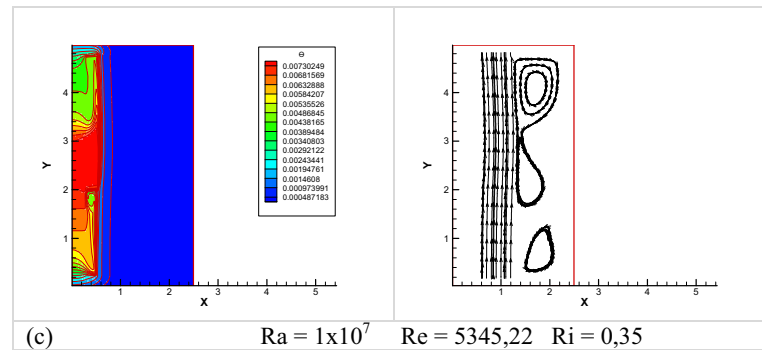 Θ
0.00730249
0.00681569
0.00632888
0.00584207
0.00535526
0.00486845
0.00438165
0.00389484
0.00340803
0.00292122
0.00243441
0.00194761
0.0014608
0.000973991
0.000487183
Y
4
3
2
1
1 2 3 4 5
X
Y
4
3
2
1
1 2 3 4 5
X
(c) Ra = 1x10⁷ Re = 5345,22 Ri = 0,35